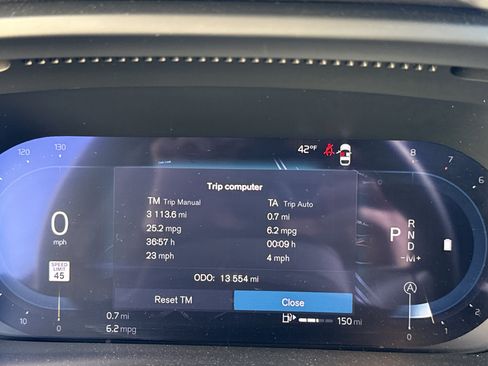 120 130
42°F
8 7
Trip computer
TM Trip Manual
TA Trip Auto
3 113.6 mi
0.7 mi
25.2 mpg
6.2 mpg
36:57 h
00:09 h
23 mph
4 mph
ODO: 13 554 mi
Reset TM
Close
0
mph
SPEED
LIMIT
45
P
R
N
D
-M+
A
10
0
0.7 mi
6.2 mpg
150 mi
0
1